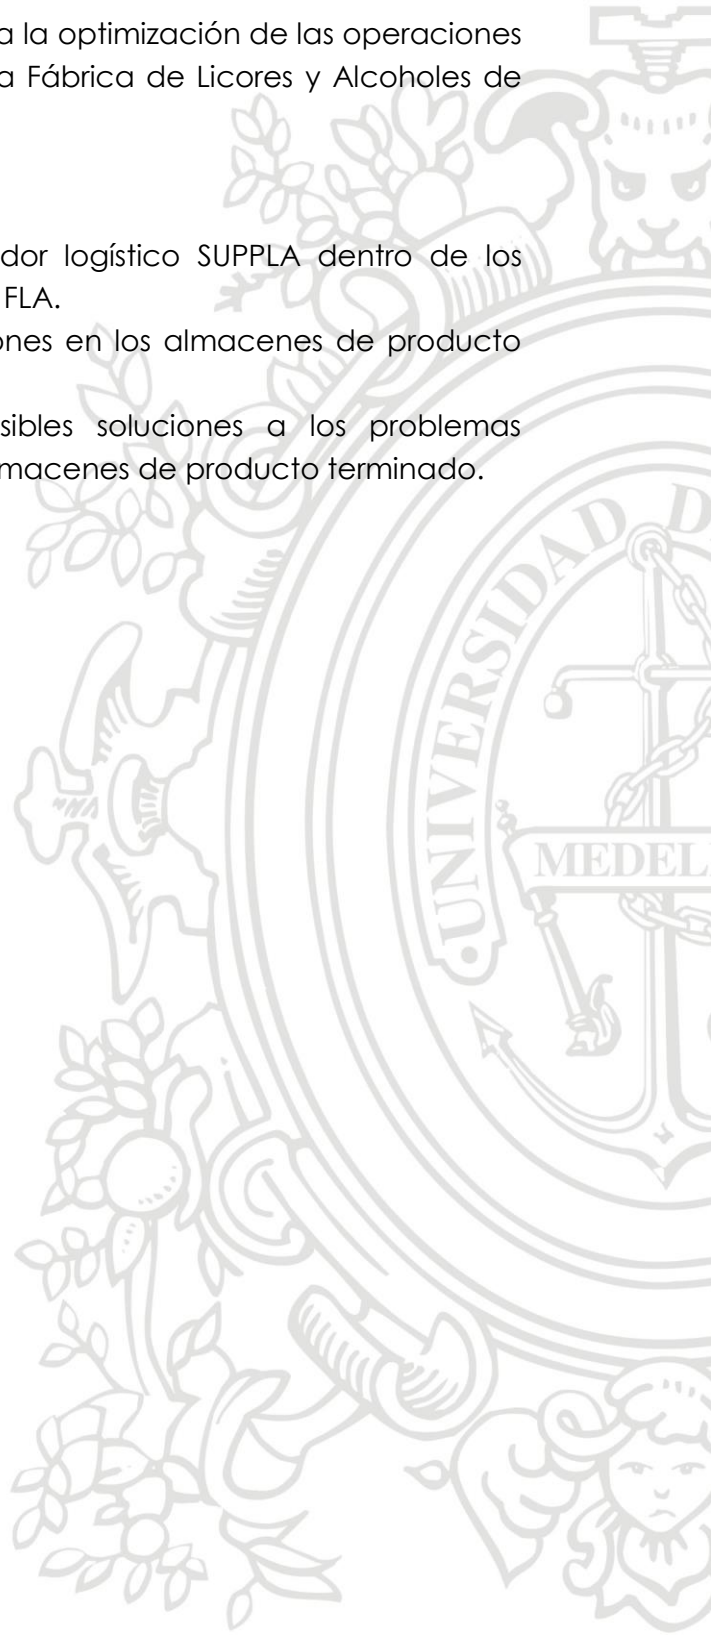 a la optimización de las operaciones
a Fábrica de Licores y Alcoholes de
dor logístico SUPPLA dentro de los
FLA.
ones en los almacenes de producto
sibles soluciones a los problemas
macenes de producto terminado.
UNIVERSIDAD D
MEDEL